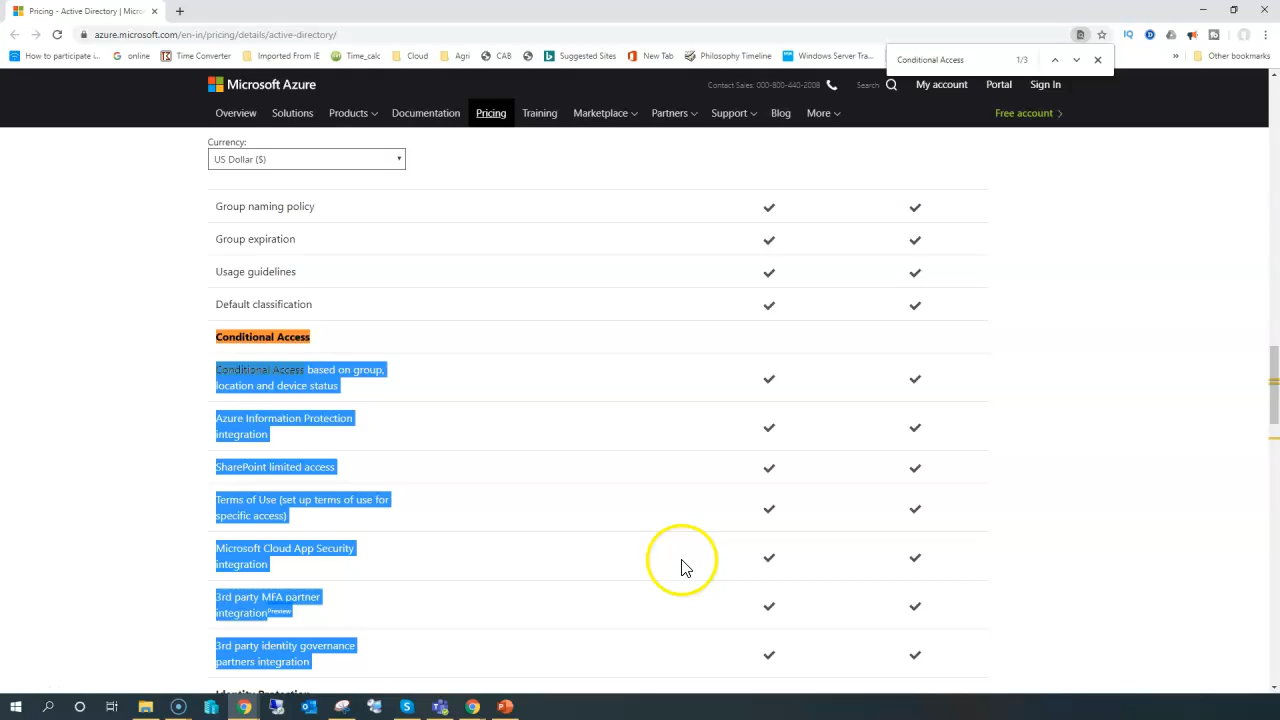 Pricing - Active Directory | Micros
azure.microsoft.com/en-in/pricing/details/active-directory/
How to participate i...
online
Time Converter
Imported From IE
Time_calc
Cloud
Agri
CAB
Suggested Sites
New Tab
Philosophy Timeline
Windows Server Tra...
Other bookmarks
Conditional Access
1/3
Microsoft Azure
Contact Sales: 000-800-440-2008
Search
My account
Portal
Sign In
Overview
Solutions
Products
Documentation
Pricing
Training
Marketplace
Partners
Support
Blog
More
Free account
Currency:
US Dollar ($)
Group naming policy
Group expiration
Usage guidelines
Default classification
Conditional Access
Conditional Access based on group,
location and device status
Azure Information Protection
integration
SharePoint limited access
Terms of Use (set up terms of use for
specific access)
Microsoft Cloud App Security
integration
3rd party MFA partner
integration Preview
3rd party identity governance
partners integration
Identity Protection